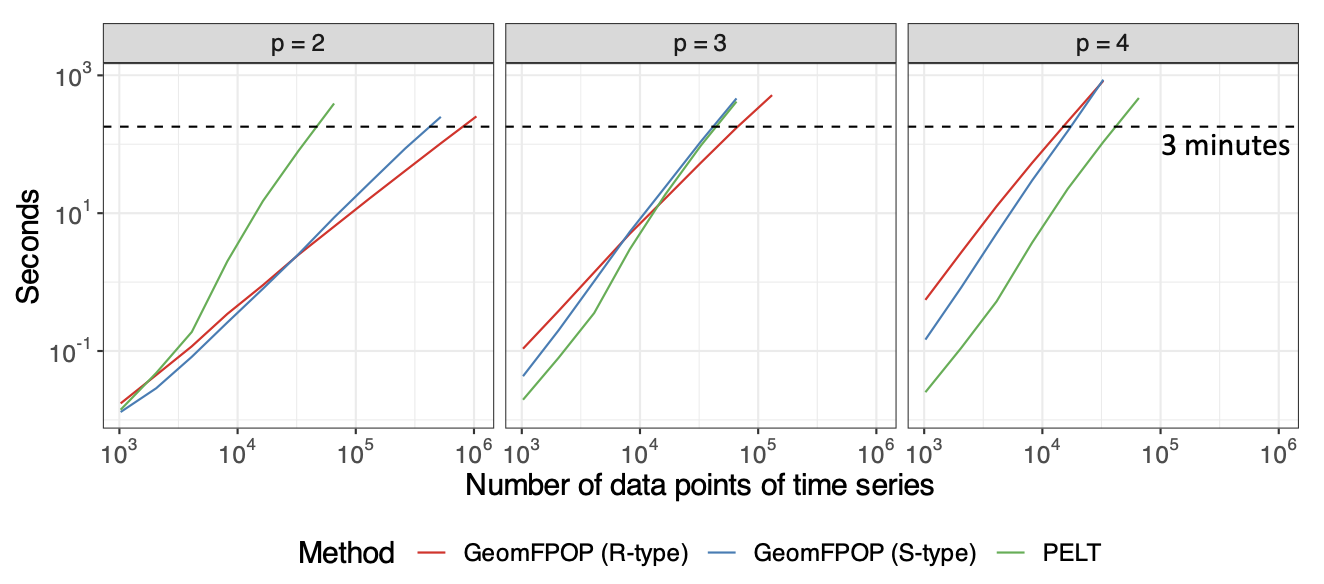 p = 2
p = 3
p = 4
10³
10¹
10⁻¹
Seconds
3 minutes
10³ 10⁴ 10⁵ 10⁶ 10³ 10⁴ 10⁵ 10⁶ 10³ 10⁴ 10⁵ 10⁶
Number of data points of time series
Method GeomFPOP (R-type) GeomFPOP (S-type) PELT